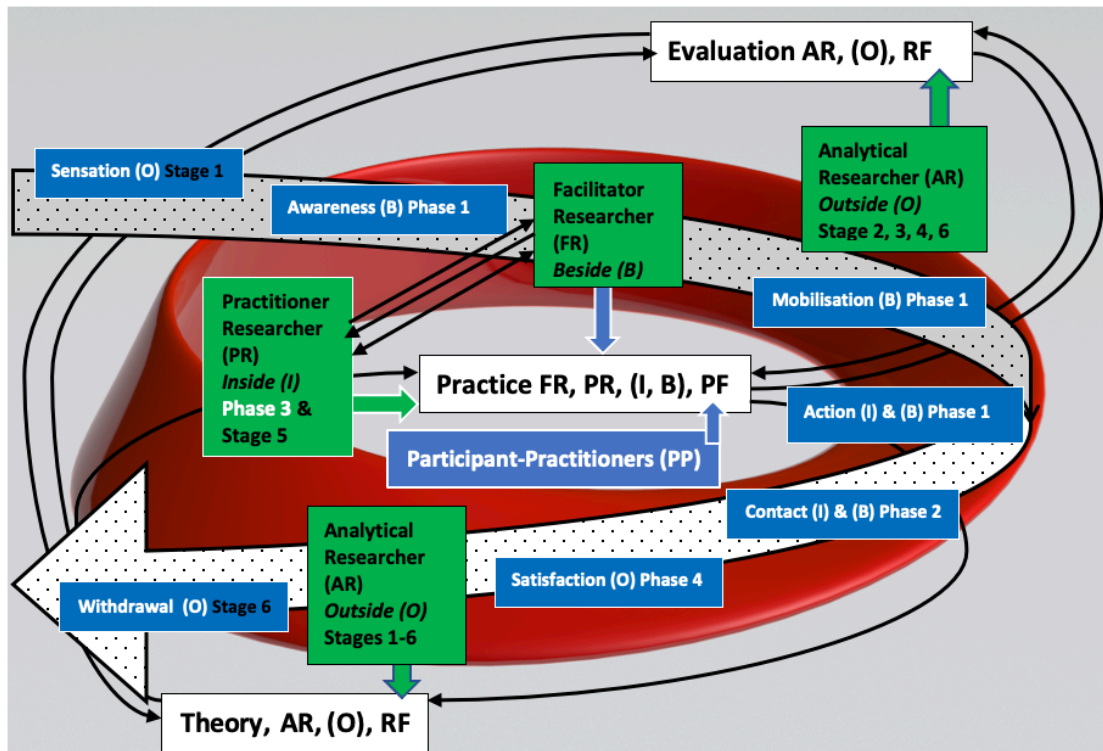 Evaluation AR, (O), RF
Analytical
Researcher (AR)
Outside (O)
Stage 2, 3, 4, 6
Sensation (O) Stage 1
Awareness (B) Phase 1
Facilitator
Researcher
(FR)
Beside (B)
Mobilisation (B) Phase 1
Practitioner
Researcher
(PR)
Inside (I)
Phase 3 &
Stage 5
Practice FR, PR, (I, B), PF
Action (I) & (B) Phase 1
Participant-Practitioners (PP)
Contact (I) & (B) Phase 2
Analytical
Researcher
(AR)
Outside (O)
Stages 1-6
Satisfaction (O) Phase 4
Withdrawal (O) Stage 6
Theory, AR, (O), RF